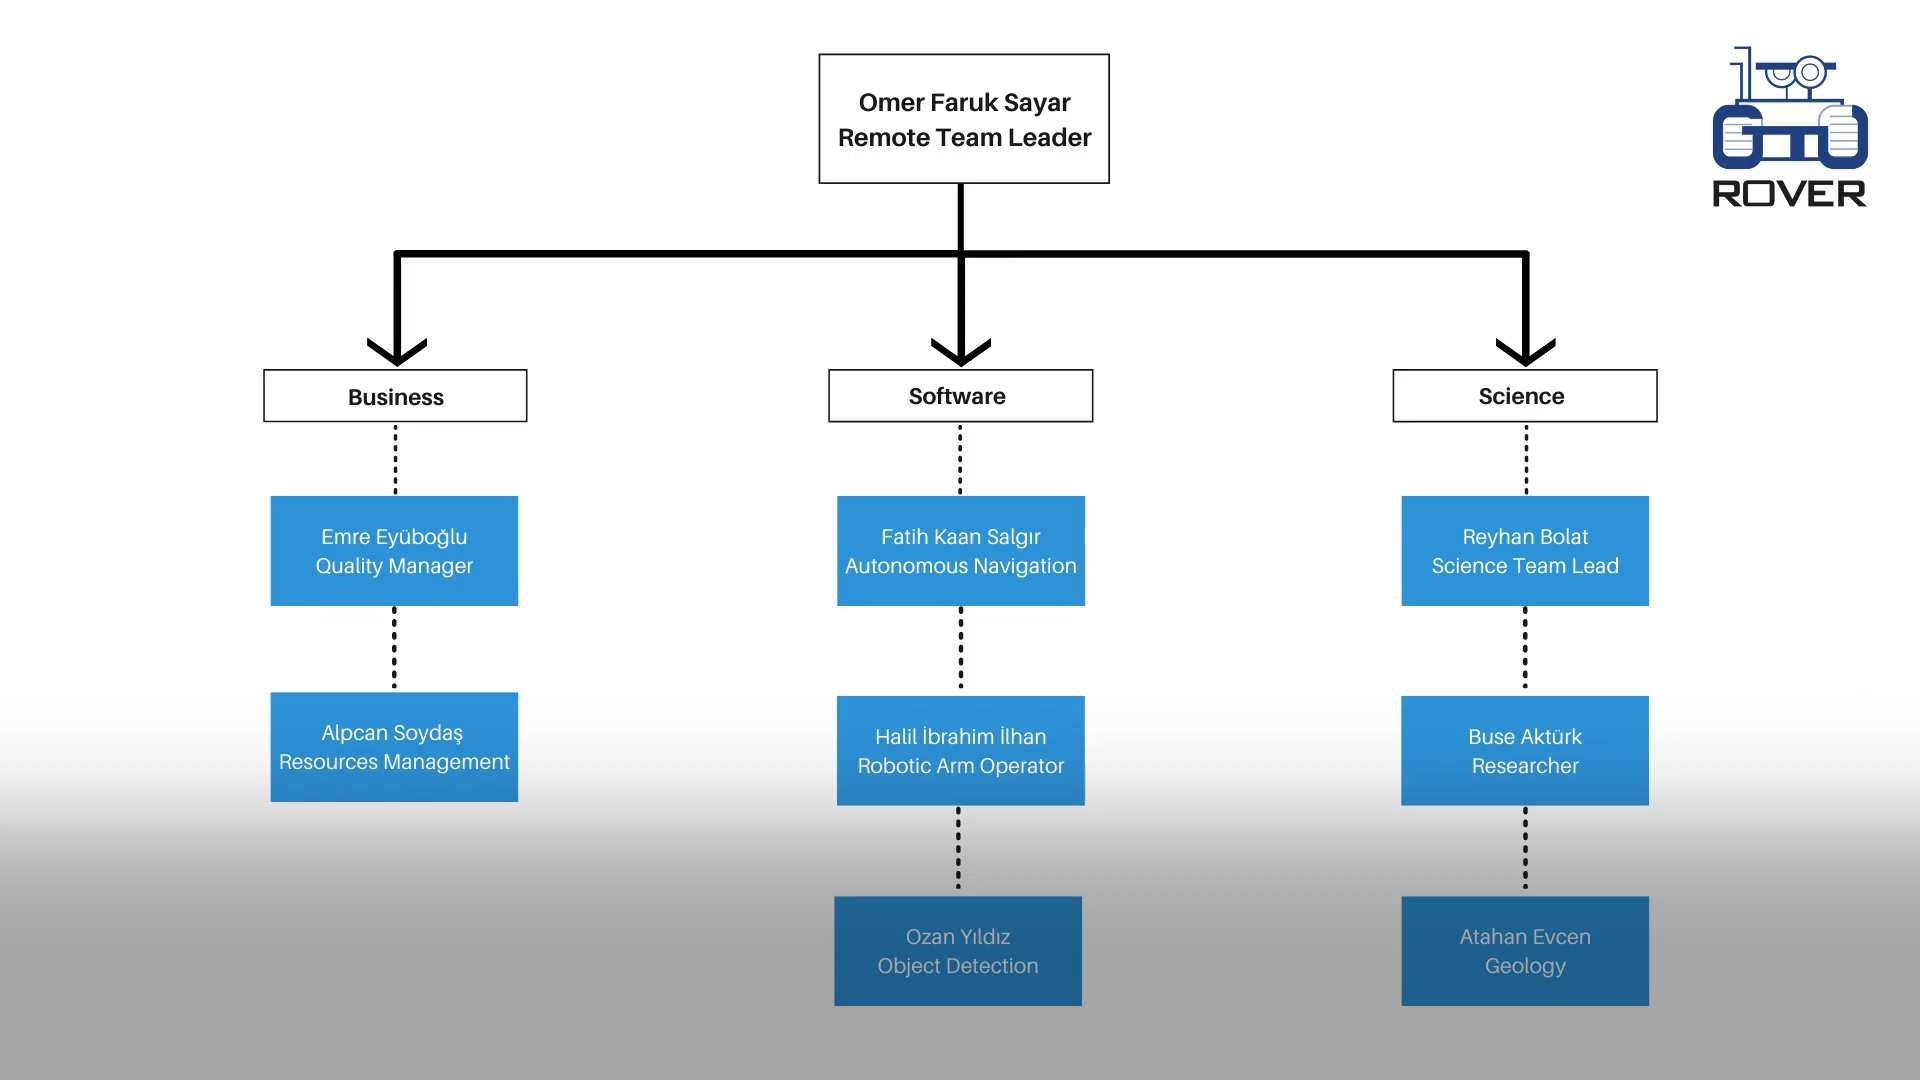 Omer Faruk Sayar
Remote Team Leader
ROVER
Business
Software
Science
Emre Eyüboğlu
Quality Manager
Fatih Kaan Salgır
Autonomous Navigation
Reyhan Bolat
Science Team Lead
Alpcan Soydaş
Resources Management
Halil İbrahim İlhan
Robotic Arm Operator
Buse Aktürk
Researcher
Ozan Yıldız
Object Detection
Atahan Evcen
Geology